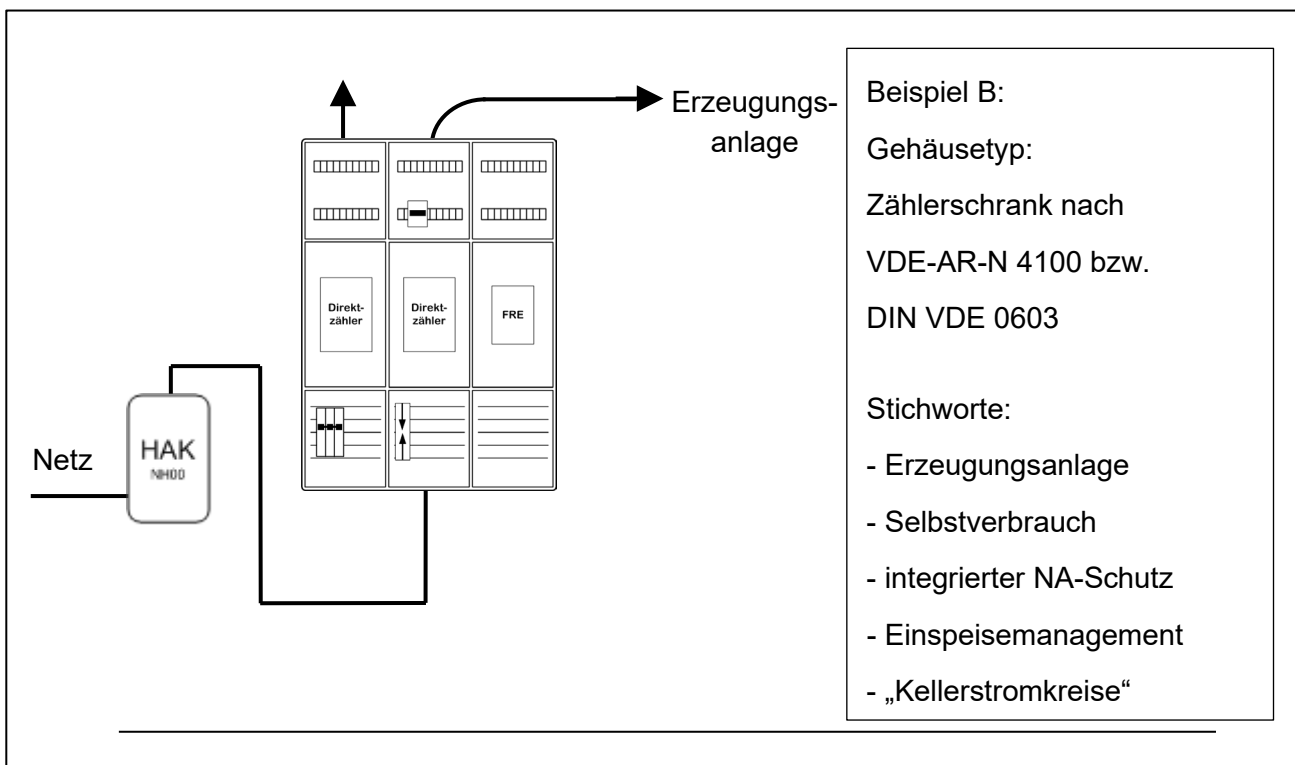 Erzeugungs-
anlage
Direkt-
zähler
Direkt-
zähler
FRE
Netz
HAK
NH00
Beispiel B:
Gehäusetyp:
Zählerschrank nach
VDE-AR-N 4100 bzw.
DIN VDE 0603
Stichworte:
- Erzeugungsanlage
- Selbstverbrauch
- integrierter NA-Schutz
- Einspeisemanagement
- „Kellerstromkreise“